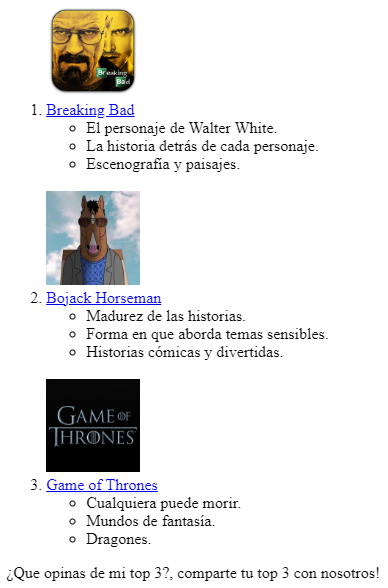 Breaking
Bad
1. Breaking Bad
El personaje de Walter White.
La historia detrás de cada personaje.
Escenografía y paisajes.
2. Bojack Horseman
Madurez de las historias.
Forma en que aborda temas sensibles.
Historias cómicas y divertidas.
GAME OF
THRONES
3. Game of Thrones
Cualquiera puede morir.
Mundos de fantasía.
Dragones.
¿Que opinas de mi top 3?, comparte tu top 3 con nosotros!